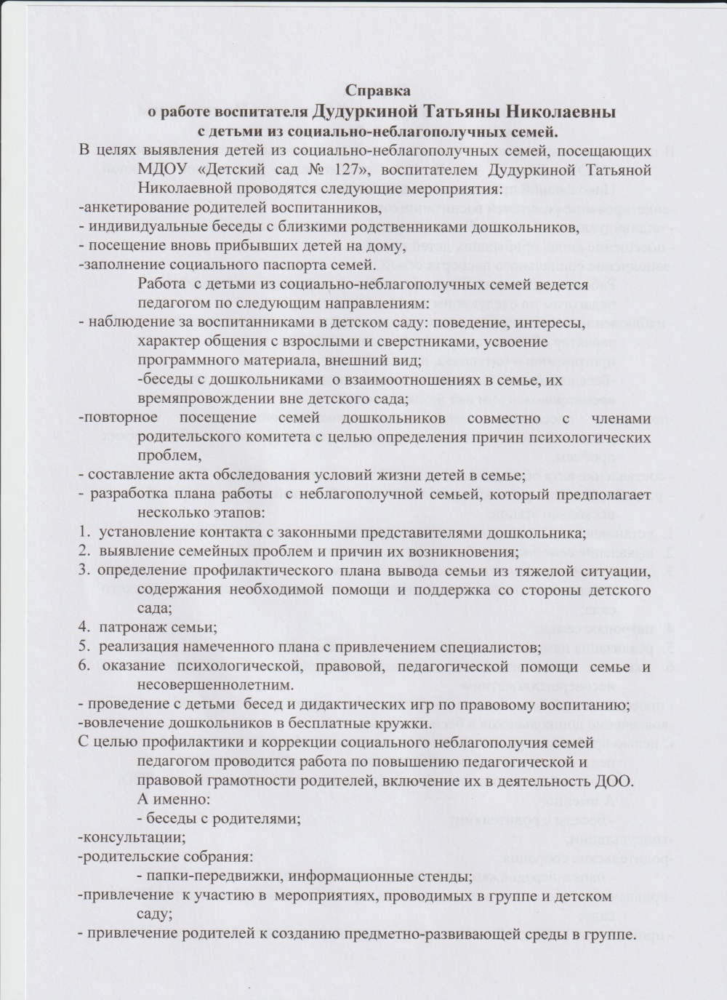 Справка
о работе воспитателя Дудуркиной Татьяны Николаевны
с детьми из социально-неблагополучных семей.
В целях выявления детей из социально-неблагополучных семей, посещающих
МДОУ «Детский сад № 127», воспитателем Дудуркиной Татьяной
Николаевной проводятся следующие мероприятия:
-анкетирование родителей воспитанников,
- индивидуальные беседы с близкими родственниками дошкольников,
- посещение вновь прибывших детей на дому,
-заполнение социального паспорта семей.
Работа с детьми из социально-неблагополучных семей ведется
педагогом по следующим направлениям:
- наблюдение за воспитанниками в детском саду: поведение, интересы,
характер общения с взрослыми и сверстниками, усвоение
программного материала, внешний вид;
-беседы с дошкольниками о взаимоотношениях в семье, их
времяпровождении вне детского сада;
-повторное посещение семей дошкольников совместно с членами
родительского комитета с целью определения причин психологических
проблем,
- составление акта обследования условий жизни детей в семье;
- разработка плана работы с неблагополучной семьей, который предполагает
несколько этапов:
1. установление контакта с законными представителями дошкольника;
2. выявление семейных проблем и причин их возникновения;
3. определение профилактического плана вывода семьи из тяжелой ситуации,
содержания необходимой помощи и поддержка со стороны детского
сада;
4. патронаж семьи;
5. реализация намеченного плана с привлечением специалистов;
6. оказание психологической, правовой, педагогической помощи семье и
несовершеннолетним.
- проведение с детьми бесед и дидактических игр по правовому воспитанию;
-вовлечение дошкольников в бесплатные кружки.
С целью профилактики и коррекции социального неблагополучия семей
педагогом проводится работа по повышению педагогической и
правовой грамотности родителей, включение их в деятельность ДОО.
А именно:
- беседы с родителями;
-консультации;
-родительские собрания:
- папки-передвижки, информационные стенды;
-привлечение к участию в мероприятиях, проводимых в группе и детском
саду;
- привлечение родителей к созданию предметно-развивающей среды в группе.